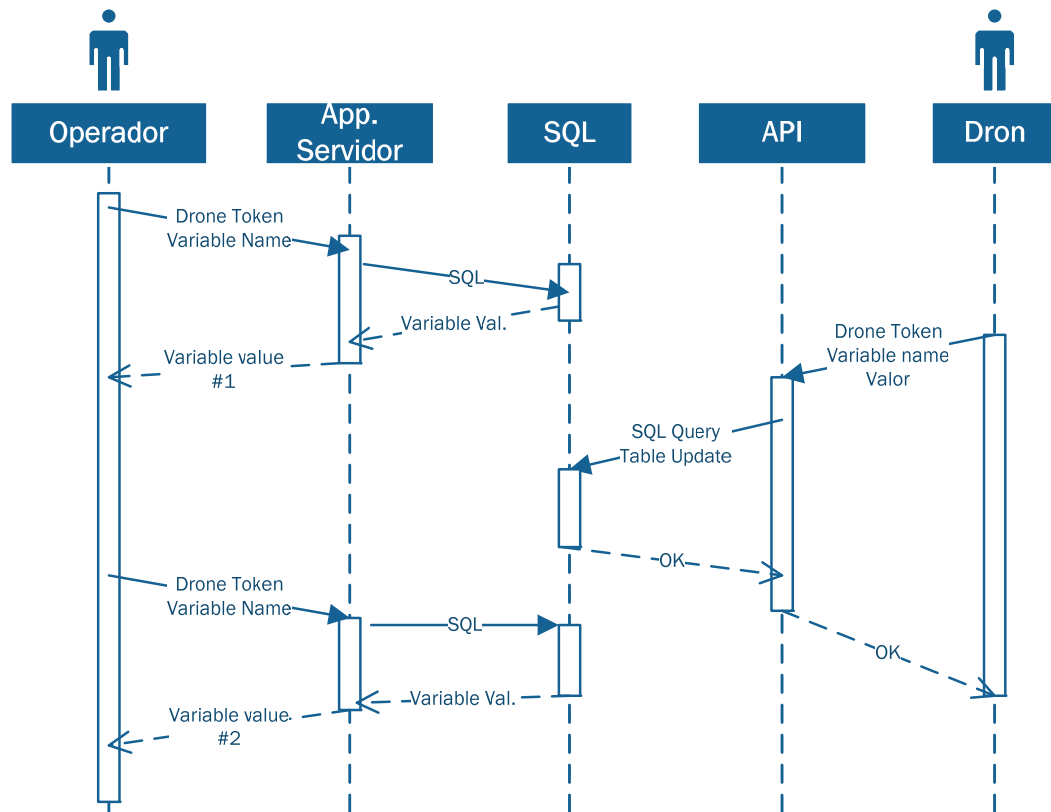 Operador
App.
Servidor
SQL
API
Dron
Drone Token
Variable Name
SQL
Variable Val.
Variable value
#1
Drone Token
Variable name
Valor
SQL Query
Table Update
OK
Drone Token
Variable Name
SQL
OK
Variable Val.
Variable value
#2